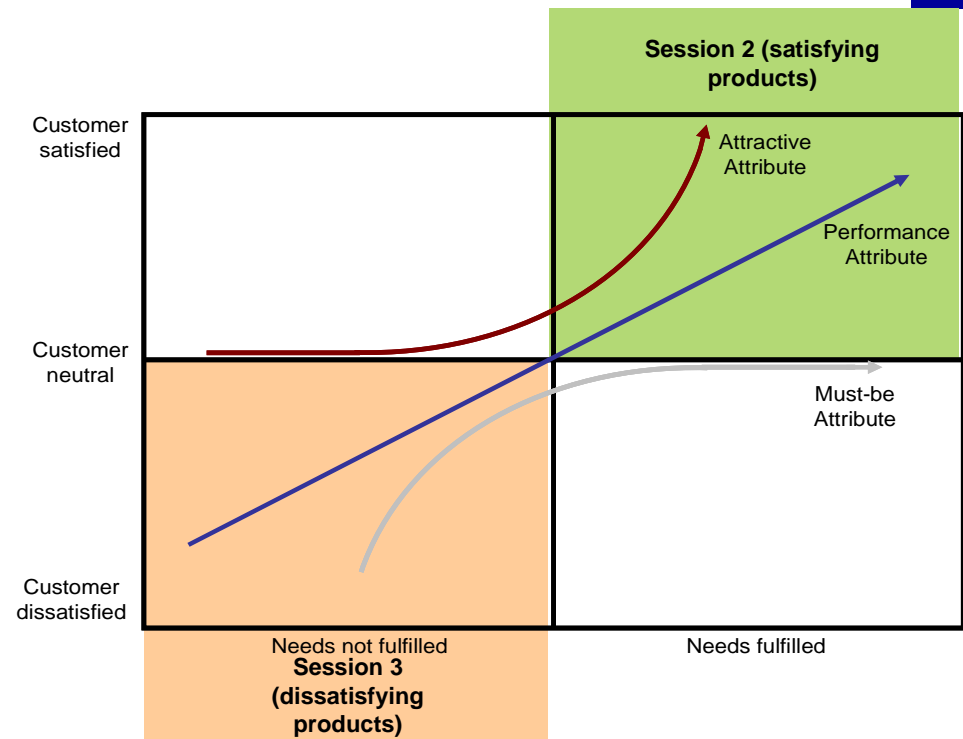 Session 2 (satisfying
products)
Customer
satisfied
Attractive
Attribute
Performance
Attribute
Customer
neutral
Must-be
Attribute
Customer
dissatisfied
Needs not fulfilled
Needs fulfilled
Session 3
(dissatisfying
products)